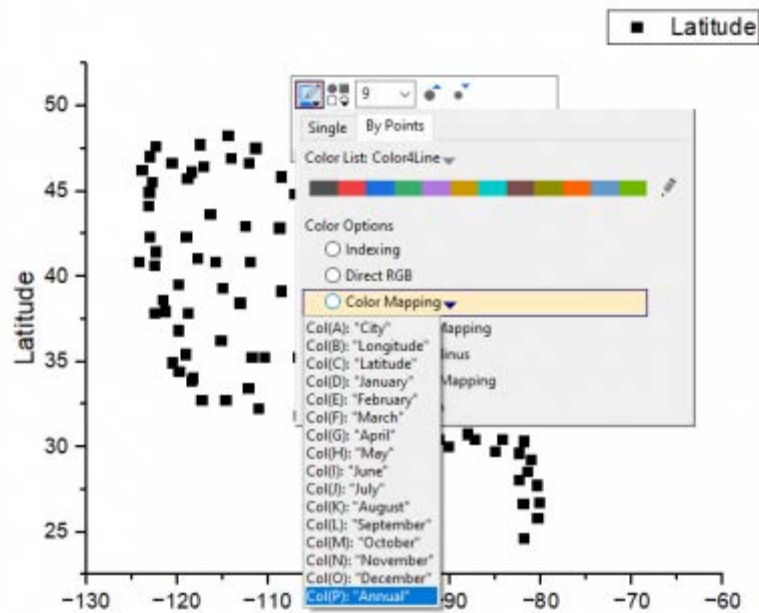 Latitude
50
45
40
35
30
25
Latitude
9
Single By Points
Color List: Color4Line
Color Options
Indexing
Direct RGB
Color Mapping
Col(A): "City"
Col(B): "Longitude"
Col(C): "Latitude"
Col(D): "January"
Col(E): "February"
Col(F): "March"
Col(G): "April"
Col(H): "May"
Col(I): "June"
Col(J): "July"
Col(K): "August"
Col(L): "September"
Col(M): "October"
Col(N): "November"
Col(O): "December"
Col(P): "Annual"
Mapping
Mapping
−130 −120 −110 −90 −80 −70 −60